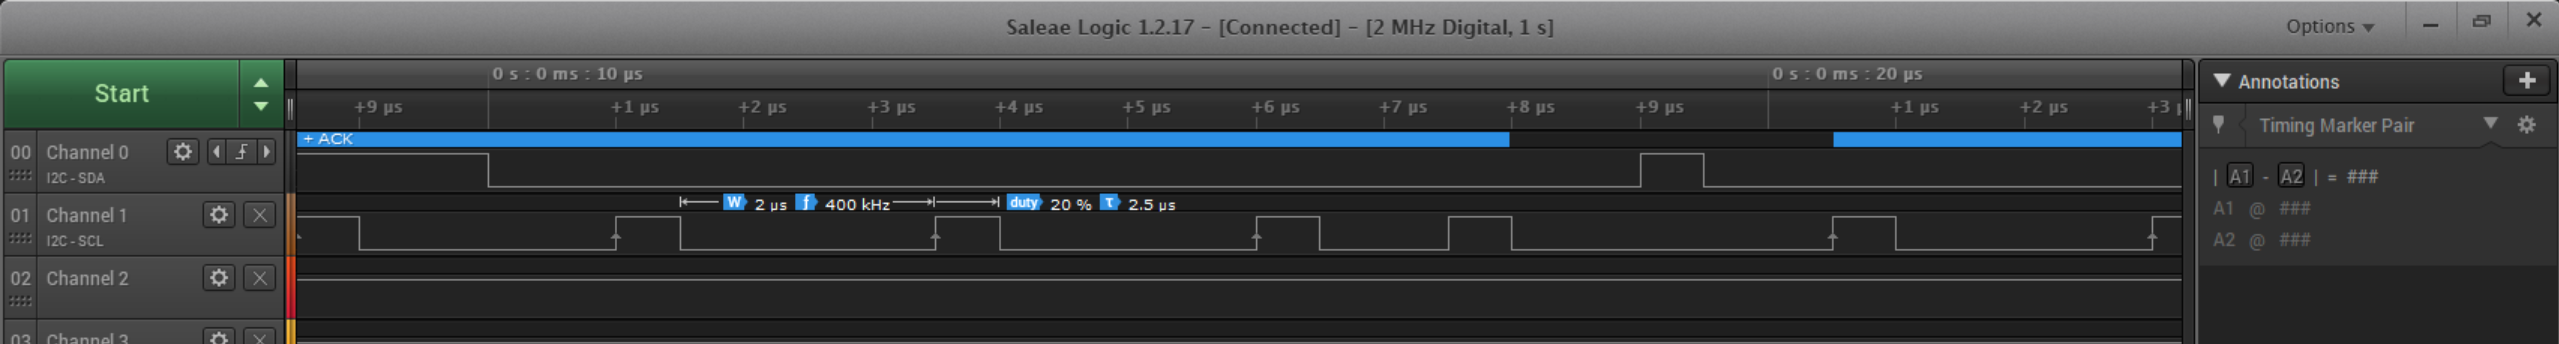 Saleae Logic 1.2.17 - [Connected] - [2 MHz Digital, 1 s]
Options
Start
0 s : 0 ms : 10 µs
0 s : 0 ms : 20 µs
+9 µs
+1 µs
+2 µs
+3 µs
+4 µs
+5 µs
+6 µs
+7 µs
+8 µs
+9 µs
+1 µs
+2 µs
+3 µ
Annotations
+ ACK
00
Channel 0
I2C - SDA
Timing Marker Pair
W 2 µs f 400 kHz duty 20 % T 2.5 µs
01
Channel 1
I2C - SCL
| A1 - A2 | = ###
A1 @ ###
A2 @ ###
02
Channel 2
03
Channel 3